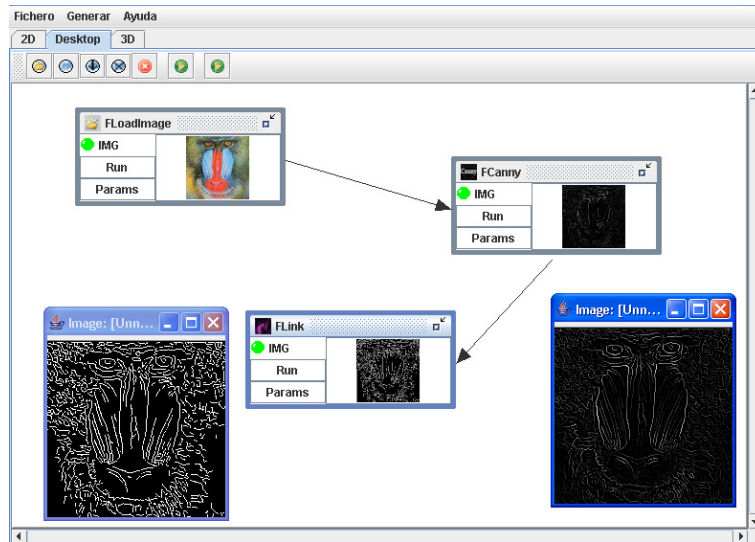 Fichero Generar Ayuda
2D Desktop 3D
FLoadImage
IMG
Run
Params
Canny FCanny
IMG
Run
Params
Image: [Unn...
FLink
IMG
Run
Params
Image: [Unn...